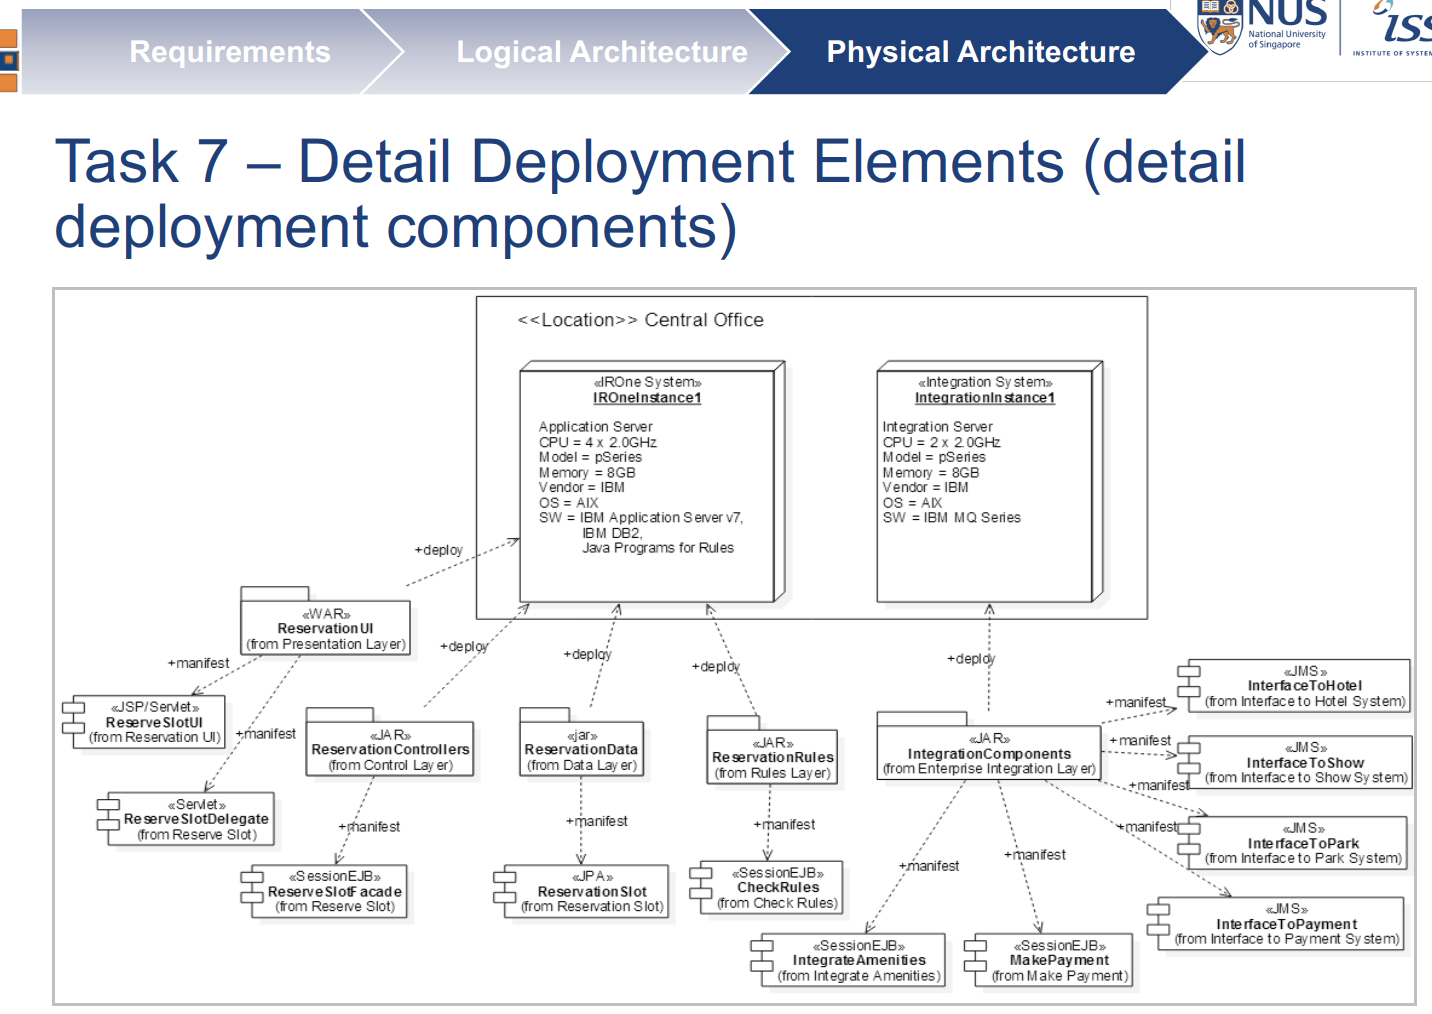 Requirements
Logical Architecture
Physical Architecture
NUS
National University
of Singapore
INSTITUTE OF
Task 7 – Detail Deployment Elements (detail
deployment components)
<<Location>> Central Office
«IROne System»
IROneInstance1
Application Server
CPU = 4 x 2.0GHz
Model = pSeries
Memory = 8GB
Vendor = IBM
OS = AIX
SW = IBM Application Server v7,
IBM DB2,
Java Programs for Rules
«Integration System»
IntegrationInstance1
Integration Server
CPU = 2 x 2.0GHz
Model = pSeries
Memory = 8GB
Vendor = IBM
OS = AIX
SW = IBM MQ Series
+deploy
«WAR»
ReservationUI
(from Presentation Layer)
+deploy
+deploy
+deploy
+deploy
+manifest
+manifest
«JSP/Servlet»
ReserveSlotUI
(from Reservation UI)
«Servlet»
ReserveSlotDelegate
(from Reserve Slot)
«JAR»
ReservationControllers
(from Control Layer)
+manifest
«SessionEJB»
ReserveSlotFacade
(from Reserve Slot)
«jar»
ReservationData
(from Data Layer)
+manifest
«JPA»
ReservationSlot
(from Reservation Slot)
«JAR»
ReservationRules
(from Rules Layer)
+manifest
«SessionEJB»
CheckRules
(from Check Rules)
«JAR»
IntegrationComponents
(from Enterprise Integration Layer)
+manifest
+manifest
+manifest
+manifest
+manifest
+manifest
«JMS»
InterfaceToHotel
(from Interface to Hotel System)
«JMS»
InterfaceToShow
(from Interface to Show System)
«JMS»
InterfaceToPark
(from Interface to Park System)
«JMS»
InterfaceToPayment
(from Interface to Payment System)
«SessionEJB»
IntegrateAmenities
(from Integrate Amenities)
«SessionEJB»
MakePayment
(from Make Payment)